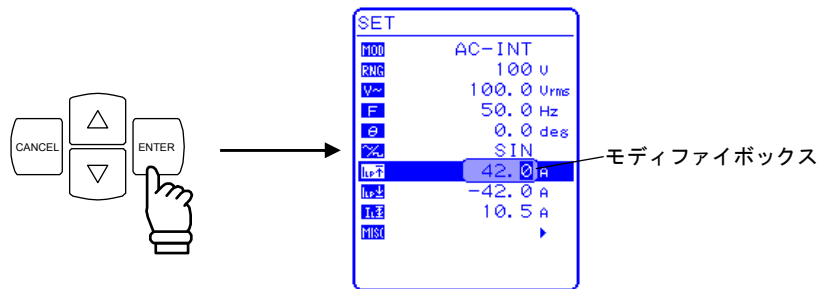 CANCEL
ENTER
SET
MOD AC-INT
RNG 100 V
V~ 100.0 Vrms
F 50.0 Hz
θ 0.0 deg
SIN
42.0 A
-42.0 A
10.5 A
MISC
モディファイボックス